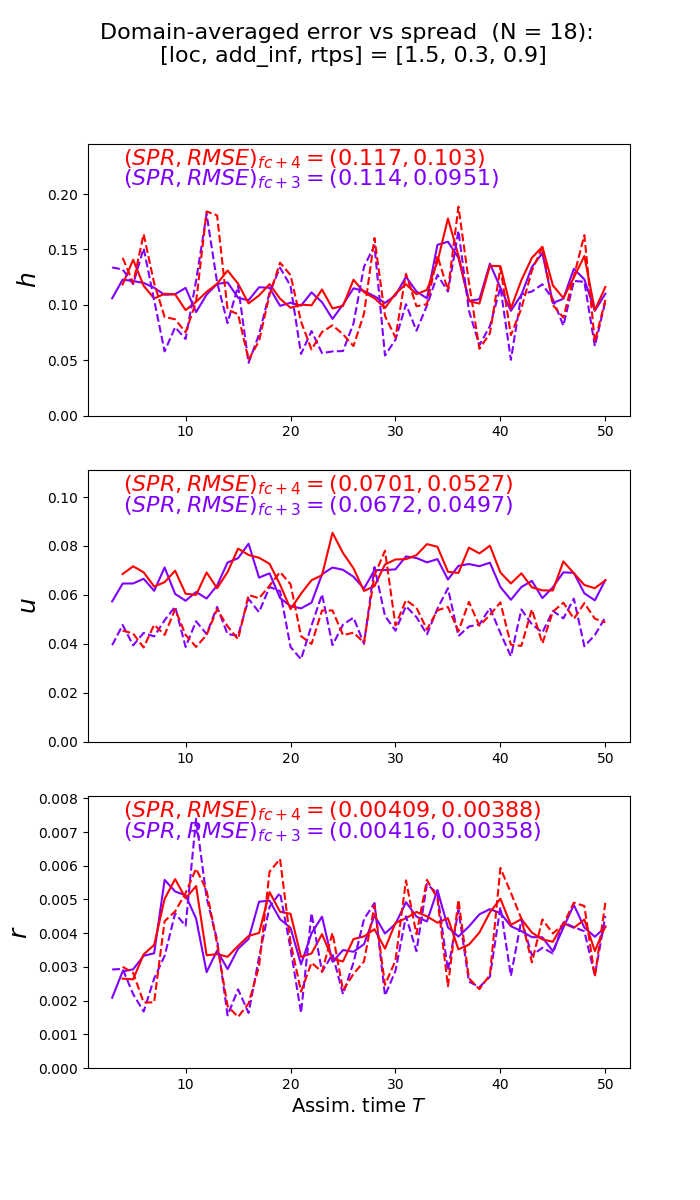 Domain-averaged error vs spread (N = 18):
[loc, add_inf, rtps] = [1.5, 0.3, 0.9]
(SPR, RMSE)fc+4 = (0.117, 0.103)
(SPR, RMSE)fc+3 = (0.114, 0.0951)
0.20
0.15
0.10
0.05
0.00
h
10 20 30 40 50
(SPR, RMSE)fc+4 = (0.0701, 0.0527)
(SPR, RMSE)fc+3 = (0.0672, 0.0497)
0.10
0.08
0.06
0.04
0.02
0.00
u
10 20 30 40 50
(SPR, RMSE)fc+4 = (0.00409, 0.00388)
(SPR, RMSE)fc+3 = (0.00416, 0.00358)
0.008
0.007
0.006
0.005
0.004
0.003
0.002
0.001
0.000
r
10 20 30 40 50
Assim. time T